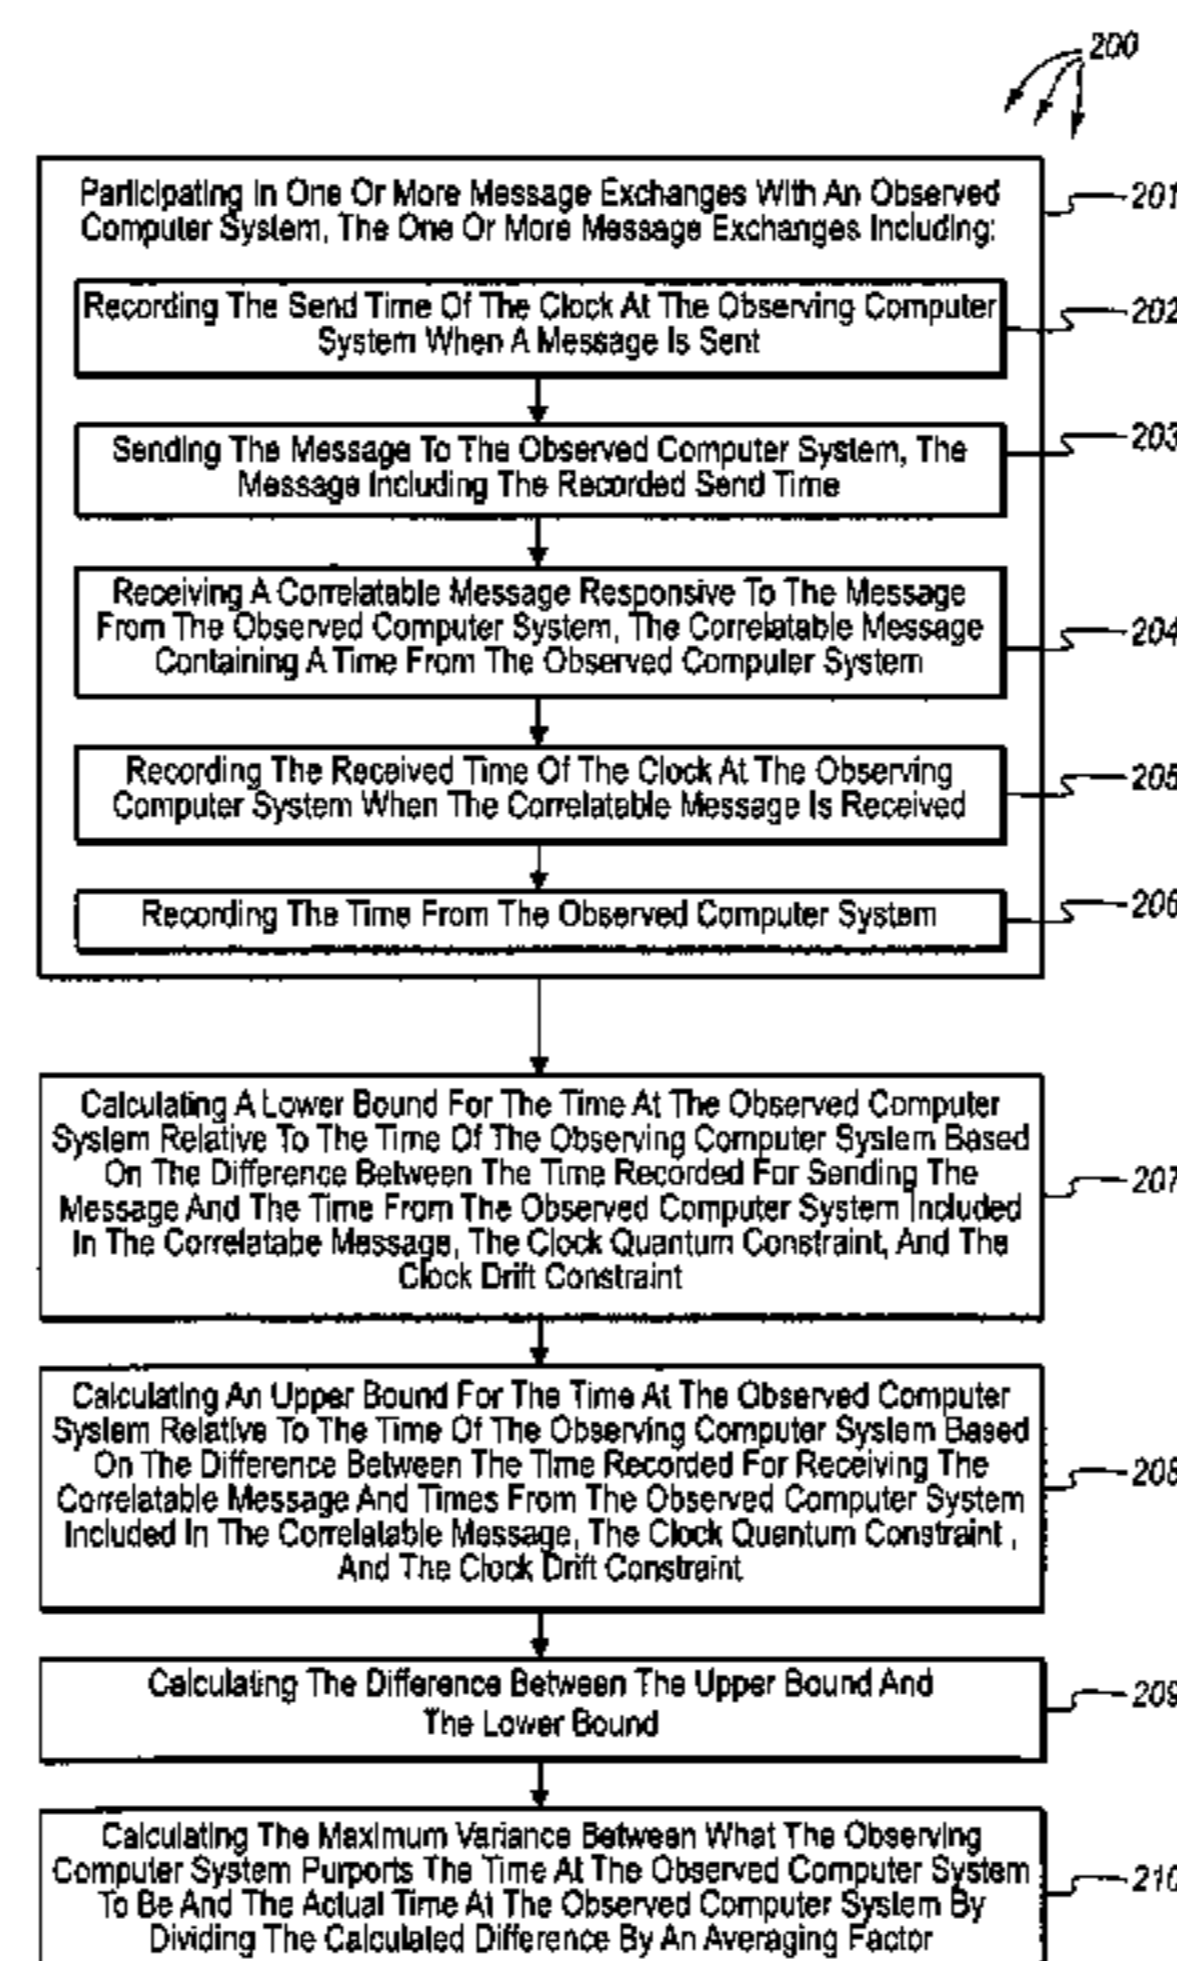 200
Participating In One Or More Message Exchanges With An Observed
Computer System, The One Or More Message Exchanges Including:
201
Recording The Send Time Of The Clock At The Observing Computer
System When A Message Is Sent
202
Sending The Message To The Observed Computer System, The
Message Including The Recorded Send Time
203
Receiving A Correlatable Message Responsive To The Message
From The Observed Computer System, The Correlatable Message
Containing A Time From The Observed Computer System
204
Recording The Received Time Of The Clock At The Observing
Computer System When The Correlatable Message Is Received
205
Recording The Time From The Observed Computer System
206
Calculating A Lower Bound For The Time At The Observed Computer
System Relative To The Time Of The Observing Computer System Based
On The Difference Between The Time Recorded For Sending The
Message And The Time From The Observed Computer System Included
In The Correlatabe Message, The Clock Quantum Constraint, And The
Clock Drift Constraint
207
Calculating An Upper Bound For The Time At The Observed Computer
System Relative To The Time Of The Observing Computer System Based
On The Difference Between The Time Recorded For Receiving The
Correlatable Message And Times From The Observed Computer System
Included In The Correlatable Message, The Clock Quantum Constraint ,
And The Clock Drift Constraint
208
Calculating The Difference Between The Upper Bound And
The Lower Bound
209
Calculating The Maximum Variance Between What The Observing
Computer System Purports The Time At The Observed Computer System
To Be And The Actual Time At The Observed Computer System By
Dividing The Calculated Difference By An Averaging Factor
210